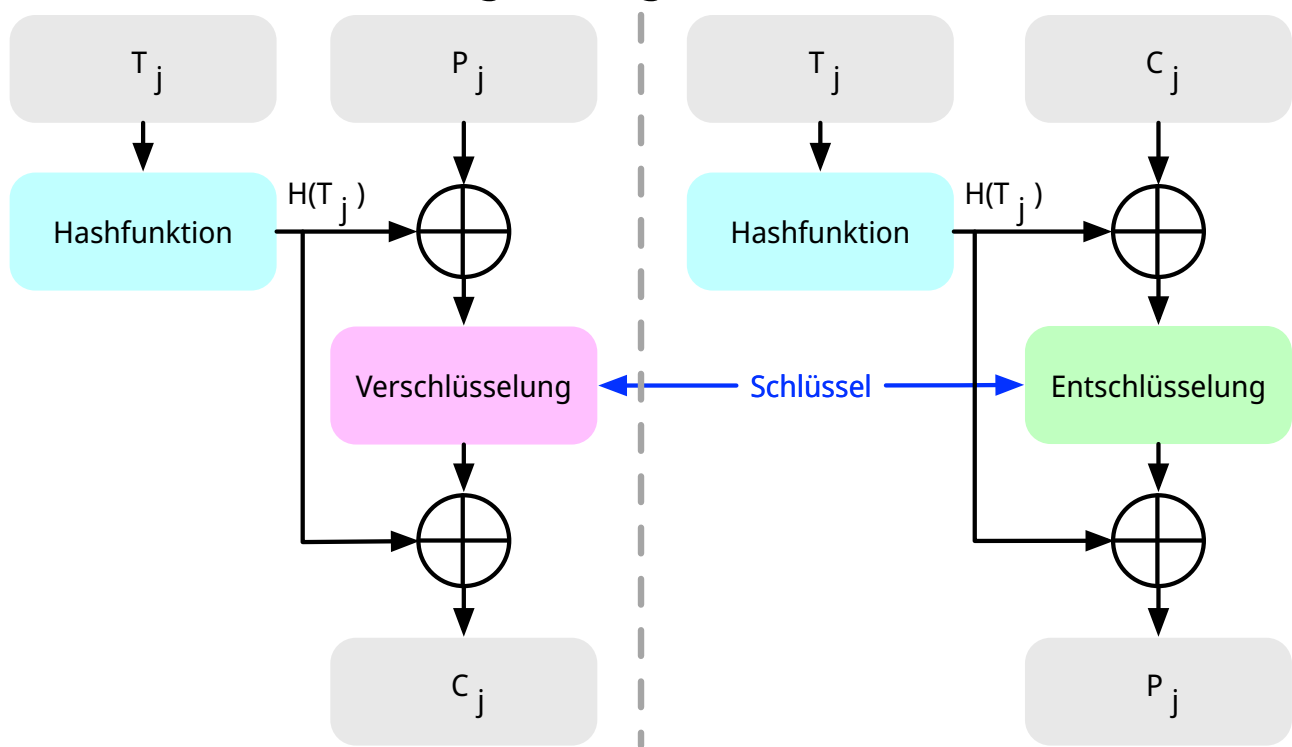 T j
P j
T j
C j
H(T j )
H(T j )
Hashfunktion
Hashfunktion
Verschlüsselung
Schlüssel
Entschlüsselung
C j
P j